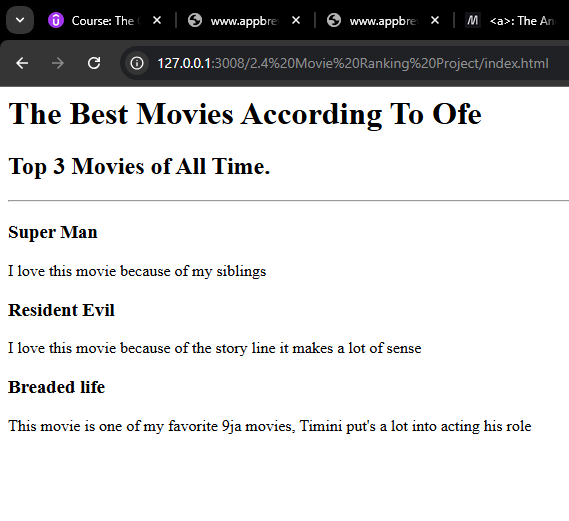 Course: The
www.appbre
www.appbre
<a>: The An
127.0.0.1:3008/2.4%20Movie%20Ranking%20Project/index.html
The Best Movies According To Ofe
Top 3 Movies of All Time.
Super Man
I love this movie because of my siblings
Resident Evil
I love this movie because of the story line it makes a lot of sense
Breaded life
This movie is one of my favorite 9ja movies, Timini put's a lot into acting his role